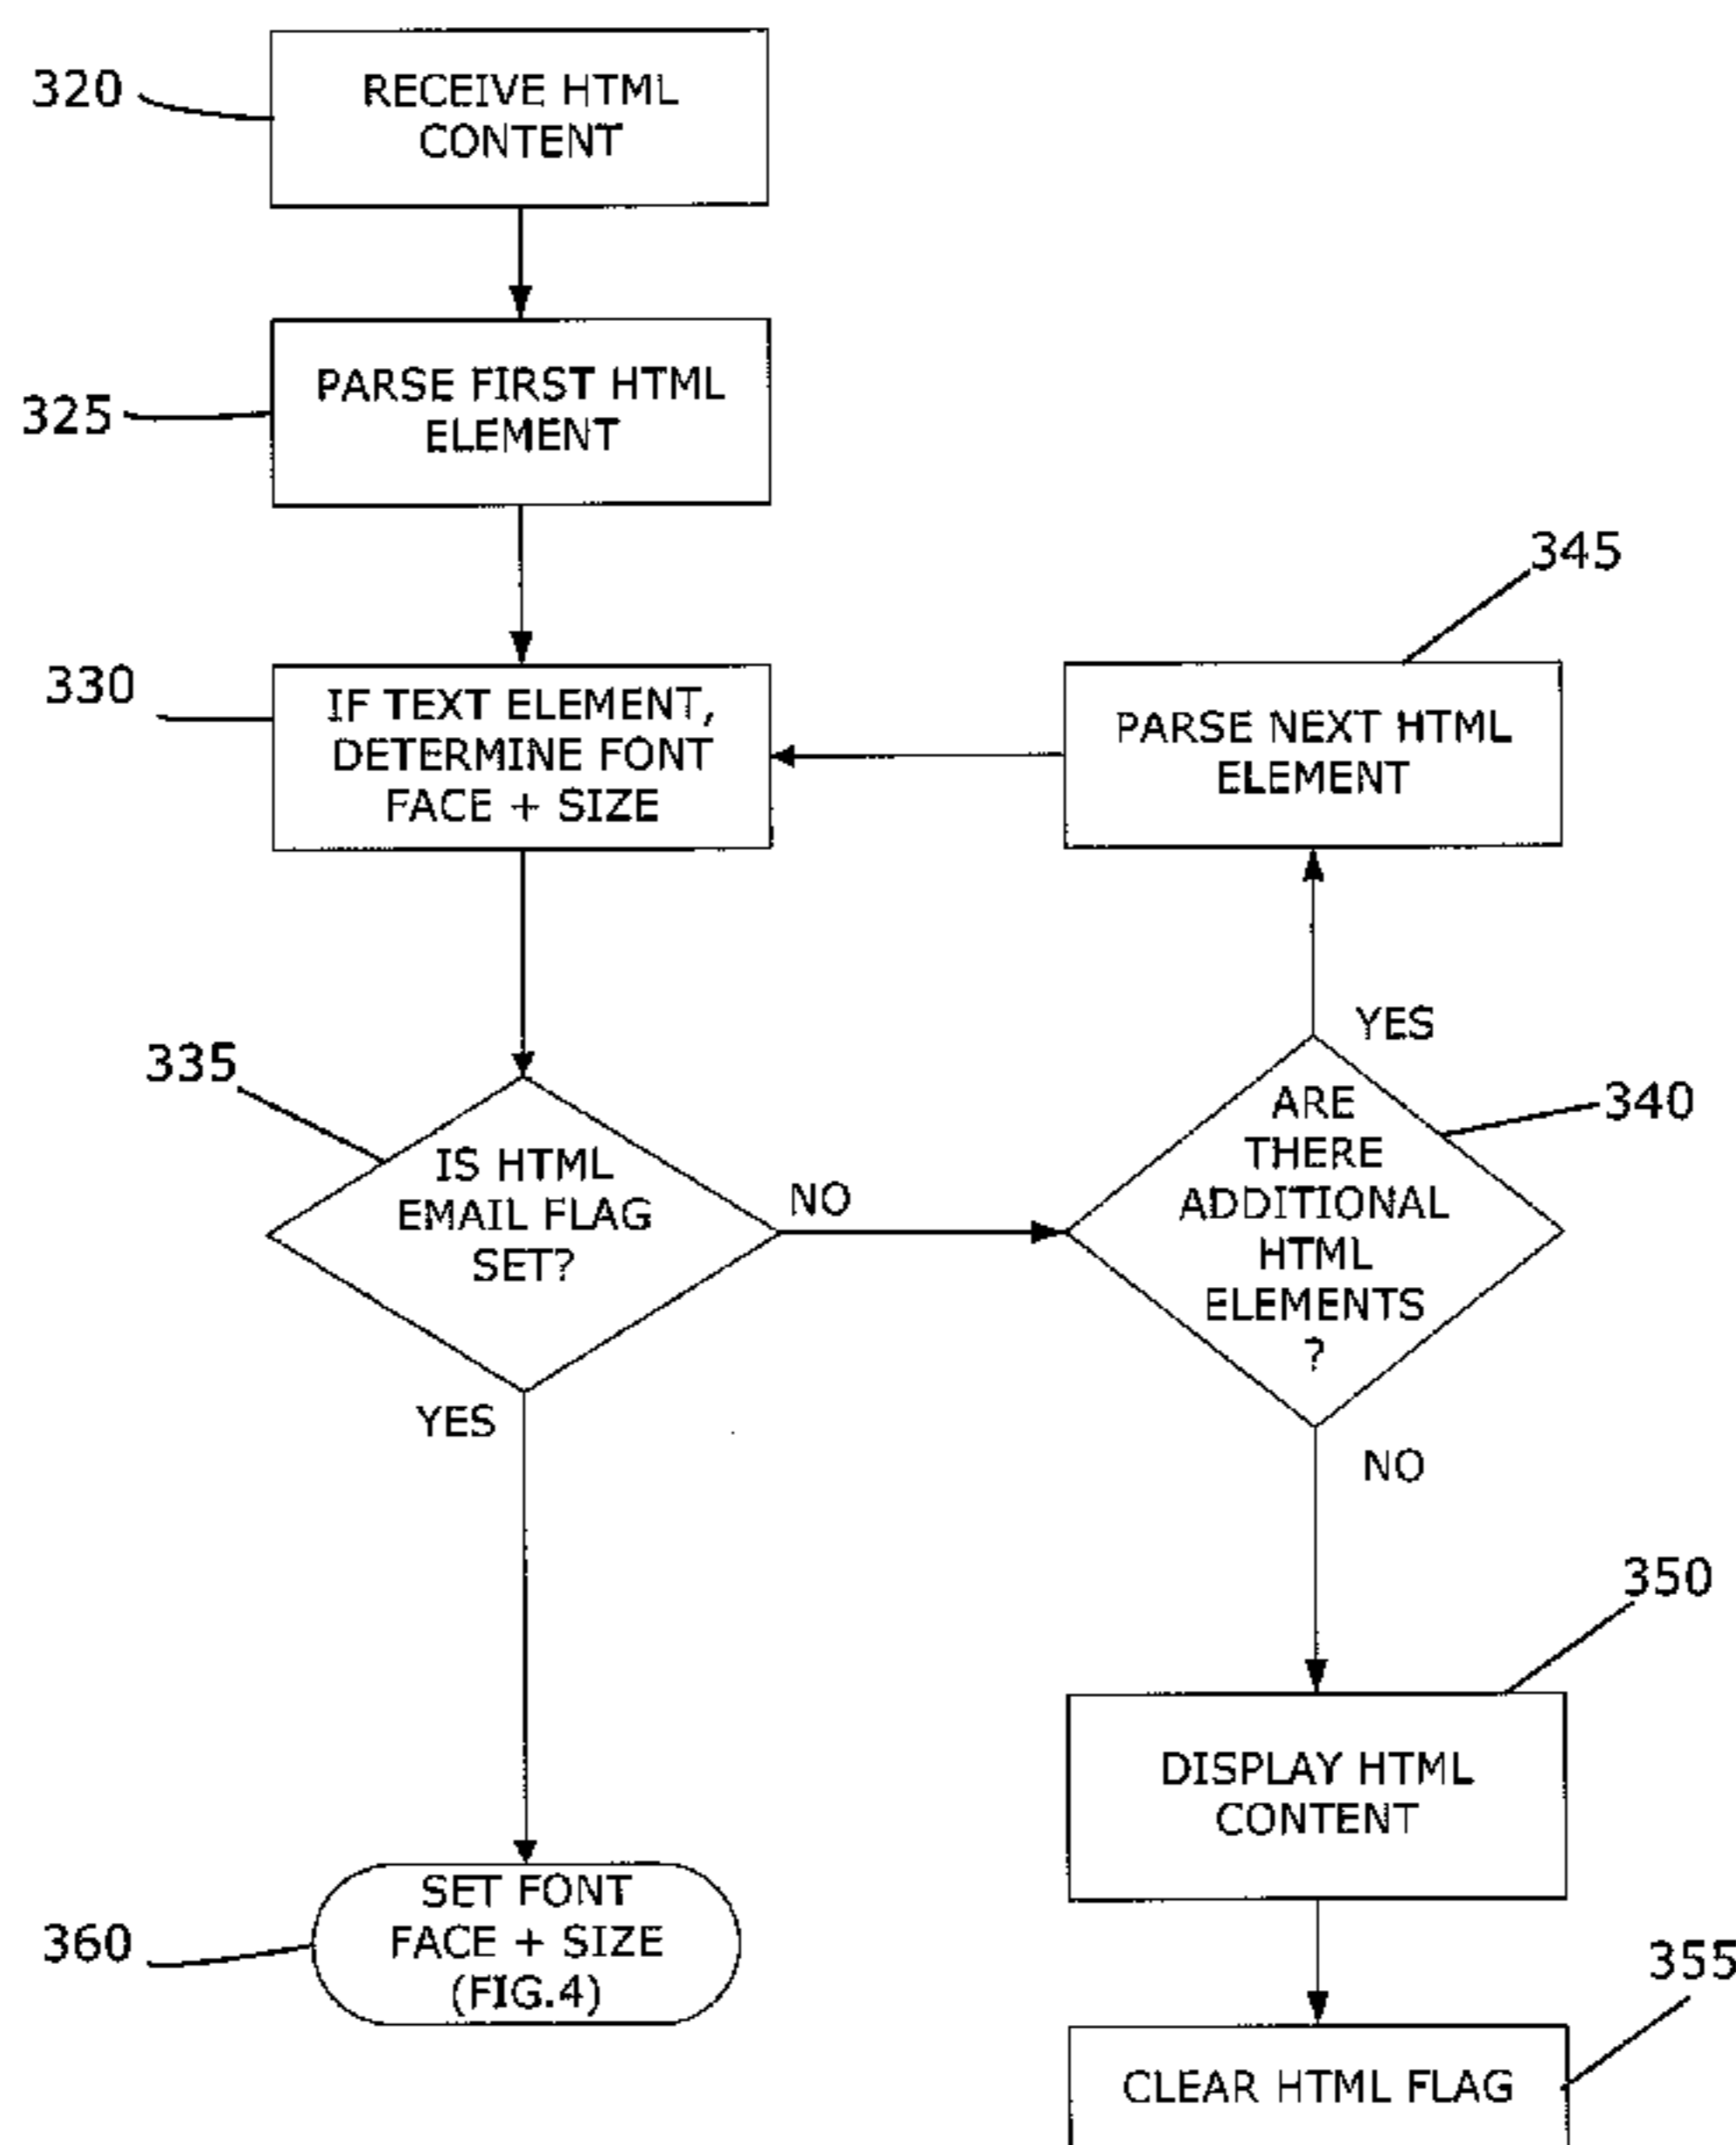 320
RECEIVE HTML
CONTENT
325
PARSE FIRST HTML
ELEMENT
330
IF TEXT ELEMENT,
DETERMINE FONT
FACE + SIZE
345
PARSE NEXT HTML
ELEMENT
335
IS HTML
EMAIL FLAG
SET?
NO
YES
340
ARE
THERE
ADDITIONAL
HTML
ELEMENTS
?
YES
NO
350
DISPLAY HTML
CONTENT
360
SET FONT
FACE + SIZE
(FIG.4)
355
CLEAR HTML FLAG